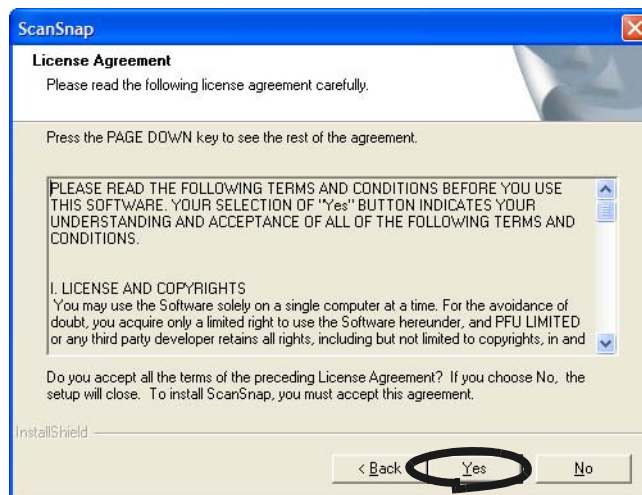 ScanSnap
License Agreement
Please read the following license agreement carefully.
Press the PAGE DOWN key to see the rest of the agreement.
PLEASE READ THE FOLLOWING TERMS AND CONDITIONS BEFORE YOU USE
THIS SOFTWARE. YOUR SELECTION OF "Yes" BUTTON INDICATES YOUR
UNDERSTANDING AND ACCEPTANCE OF ALL OF THE FOLLOWING TERMS AND
CONDITIONS.
I. LICENSE AND COPYRIGHTS
You may use the Software solely on a single computer at a time. For the avoidance of
doubt, you acquire only a limited right to use the Software hereunder, and PFU LIMITED
or any third party developer retains all rights, including but not limited to copyrights, in and
Do you accept all the terms of the preceding License Agreement? If you choose No, the
setup will close. To install ScanSnap, you must accept this agreement.
InstallShield
< Back Yes No